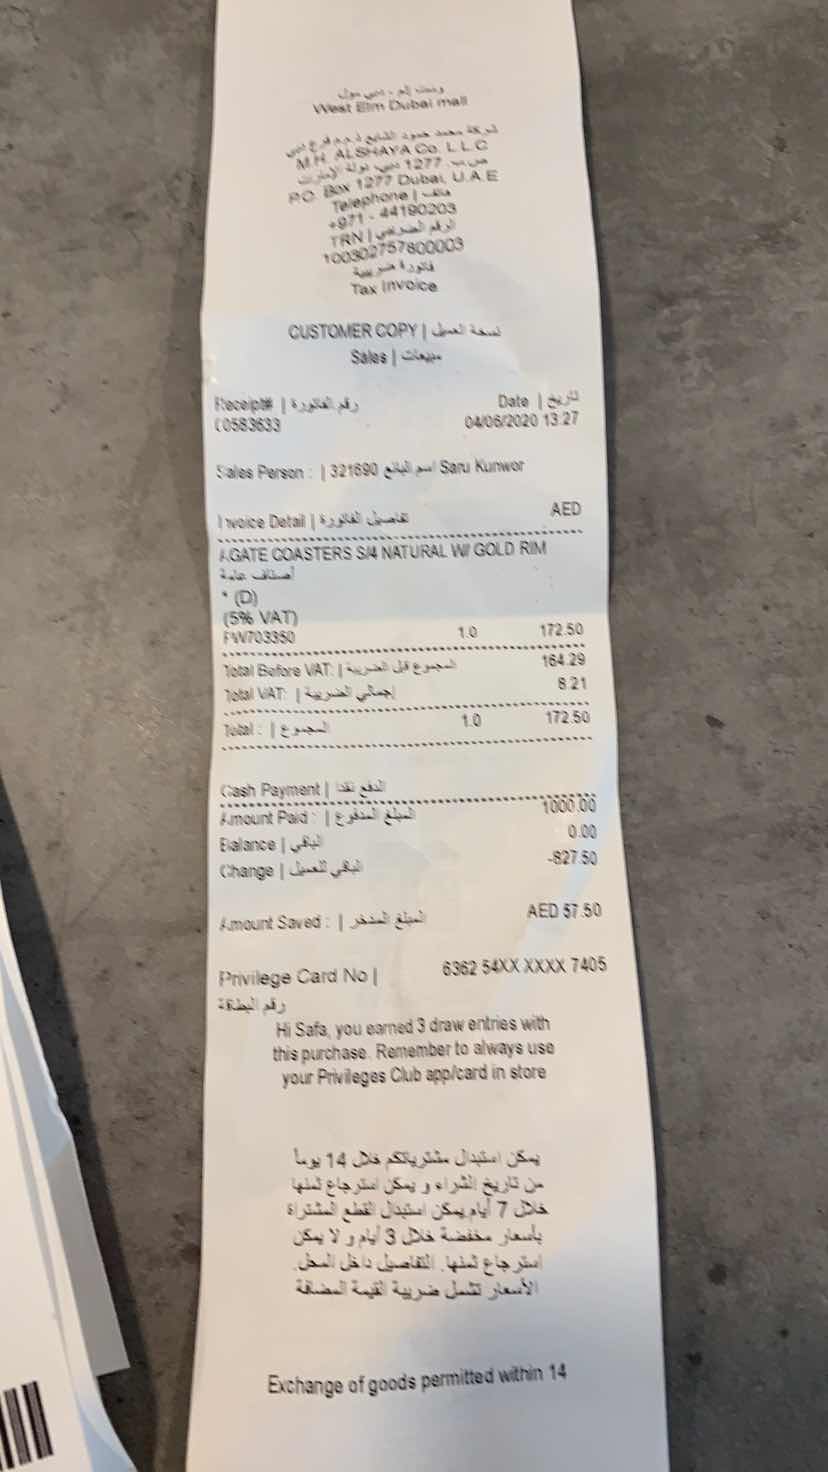 وست إلم - دبي مول
West Elm Dubai mall
شركة محمد حمود الشايع ذ.م.م فرع دبي
M.H. ALSHAYA Co. L.L.C
ص.ب. 1277 دبي، دولة الإمارات
P.O. Box 1277 Dubai, U.A.E
Telephone | هاتف
+971 - 44190203
TRN | الرقم الضريبي
100302757800003
فاتورة ضريبية
Tax Invoice
CUSTOMER COPY | نسخة العميل
Sales | مبيعات
Receipt# | رقم الفاتورة Date | تاريخ
00583633 04/06/2020 13:27
Sales Person : | 321690 اسم البائع Saru Kunwor
Invoice Detail | تفاصيل الفاتورة AED
AGATE COASTERS S/4 NATURAL W/ GOLD RIM
أصناف عامة
* (D)
(5% VAT)
PW703350 1.0 172.50
Total Before VAT: | المجموع قبل الضريبة 164.29
Total VAT: | إجمالي الضريبة 8.21
Total : | المجموع 1.0 172.50
Cash Payment | الدفع نقدا
Amount Paid : | المبلغ المدفوع 1000.00
Balance | الباقي 0.00
Change | الباقي للعميل -827.50
Amount Saved : | المبلغ المدخر AED 57.50
Privilege Card No | 6362 54XX XXXX 7405
رقم البطاقة
Hi Safa, you earned 3 draw entries with
this purchase. Remember to always use
your Privileges Club app/card in store
يمكن استبدال مشترياتكم خلال 14 يوماً
من تاريخ الشراء و يمكن استرجاع ثمنها
خلال 7 أيام يمكن استبدال القطع المشتراة
بأسعار مخفضة خلال 3 أيام و لا يمكن
استرجاع ثمنها. التفاصيل داخل المحل.
الأسعار تشمل ضريبة القيمة المضافة
Exchange of goods permitted within 14